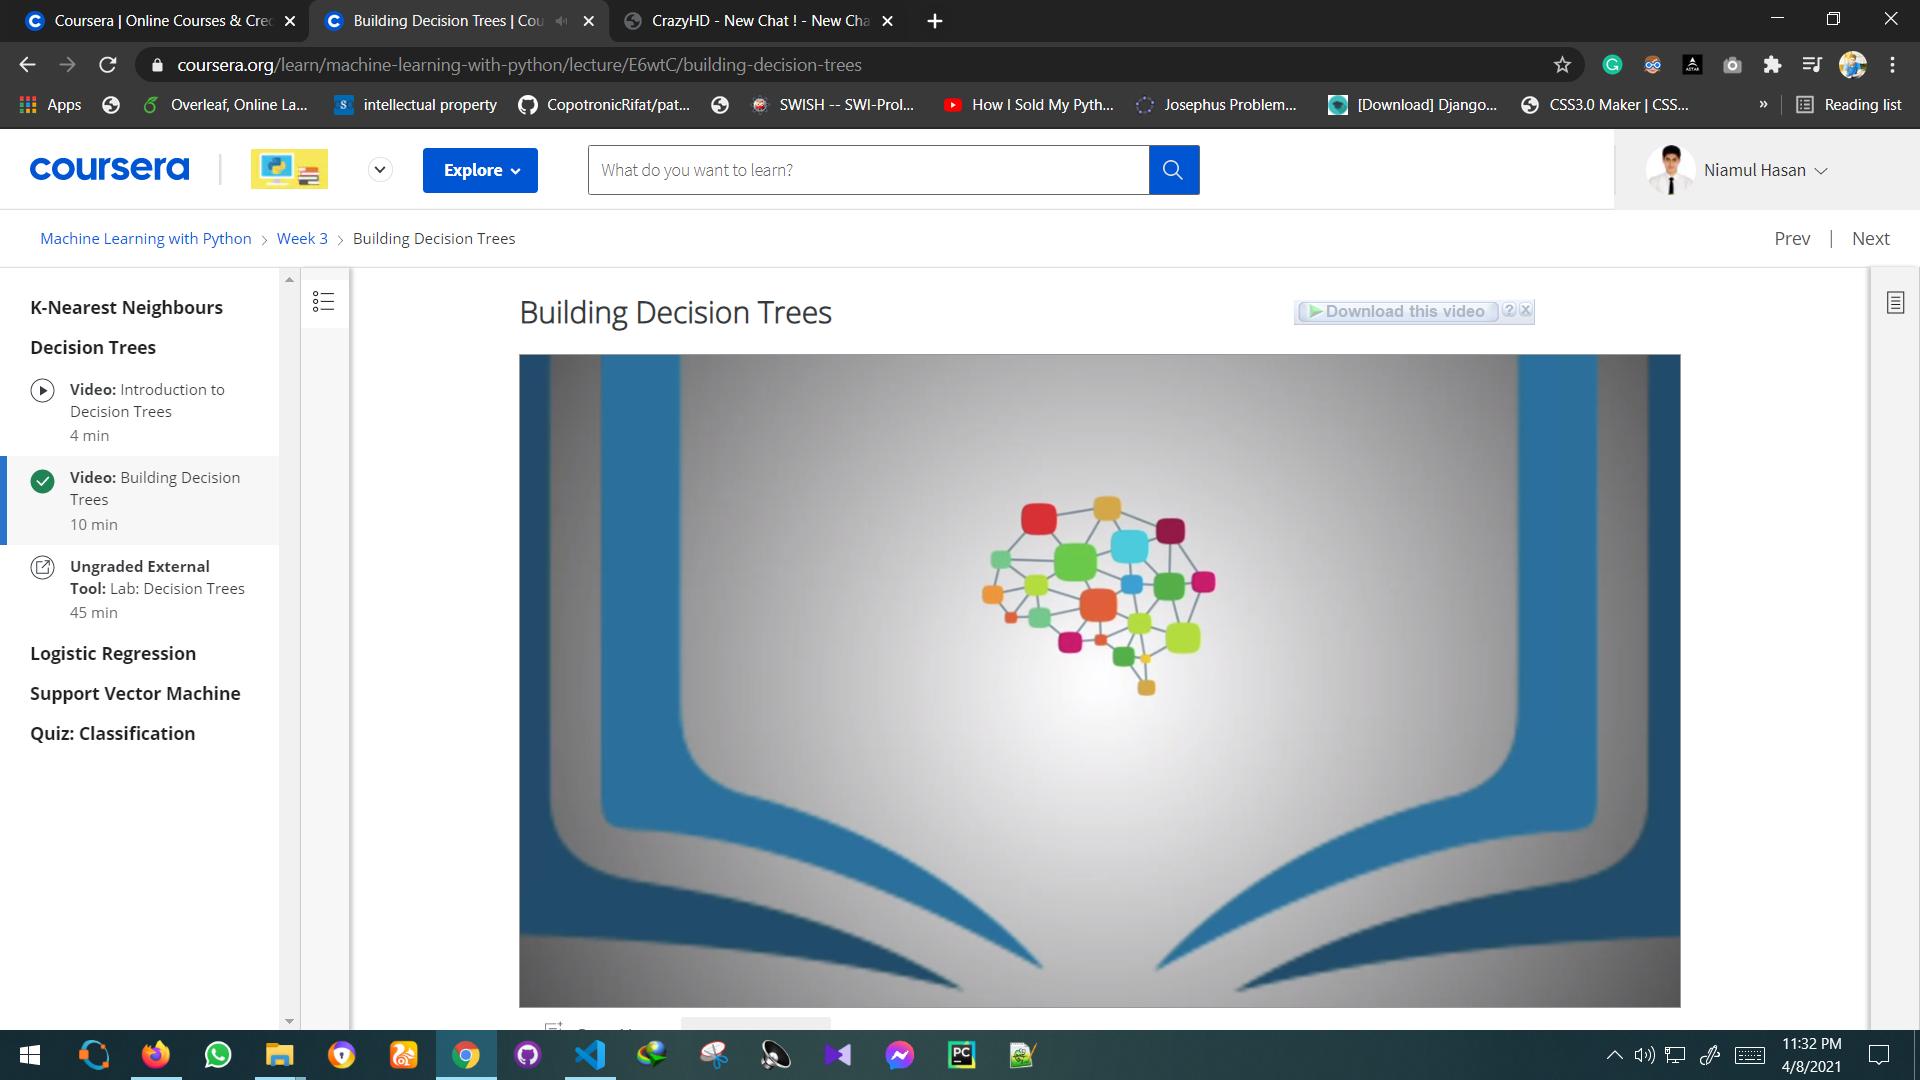 Coursera | Online Courses & Cred
Building Decision Trees | Cou
CrazyHD - New Chat ! - New Cha
coursera.org/learn/machine-learning-with-python/lecture/E6wtC/building-decision-trees
Apps
Overleaf, Online La...
intellectual property
CopotronicRifat/pat...
SWISH -- SWI-Prol...
How I Sold My Pyth...
Josephus Problem...
[Download] Django...
CSS3.0 Maker | CSS...
»
Reading list
coursera
Explore
What do you want to learn?
Niamul Hasan
Machine Learning with Python > Week 3 > Building Decision Trees
Prev | Next
K-Nearest Neighbours
Decision Trees
Video: Introduction to
Decision Trees
4 min
Video: Building Decision
Trees
10 min
Ungraded External
Tool: Lab: Decision Trees
45 min
Logistic Regression
Support Vector Machine
Quiz: Classification
Building Decision Trees
Download this video ? X
11:32 PM
4/8/2021